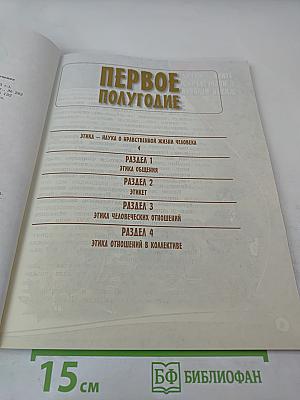 ПЕРВОЕ
ПОЛУГОДИЕ
ЭТИКА — НАУКА О НРАВСТВЕННОЙ ЖИЗНИ ЧЕЛОВЕКА
4
РАЗДЕЛ 1
ЭТИКА ОБЩЕНИЯ
РАЗДЕЛ 2
ЭТИКЕТ
РАЗДЕЛ 3
ЭТИКА ЧЕЛОВЕЧЕСКИХ ОТНОШЕНИЙ
РАЗДЕЛ 4
ЭТИКА ОТНОШЕНИЙ В КОЛЛЕКТИВЕ
15 см
БФ БИБЛИОФАН